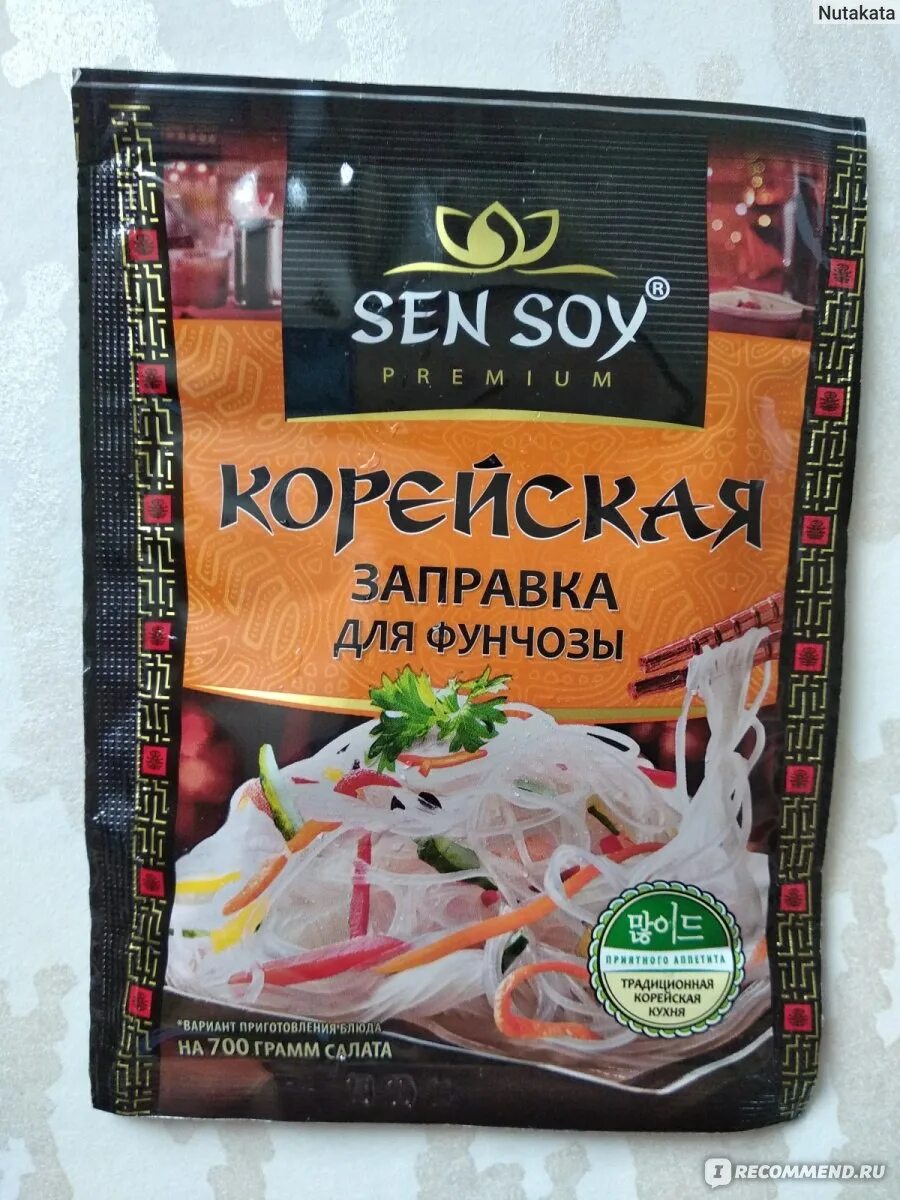 Nutakata
SEN SOY®
PREMIUM
КОРЕЙСКАЯ
ЗАПРАВКА
ДЛЯ ФУНЧОЗЫ
많이드
ПРИЯТНОГО АППЕТИТА
ТРАДИЦИОННАЯ
КОРЕЙСКАЯ
КУХНЯ
*ВАРИАНТ ПРИГОТОВЛЕНИЯ БЛЮДА
НА 700 ГРАММ САЛАТА
IRECOMMEND.RU